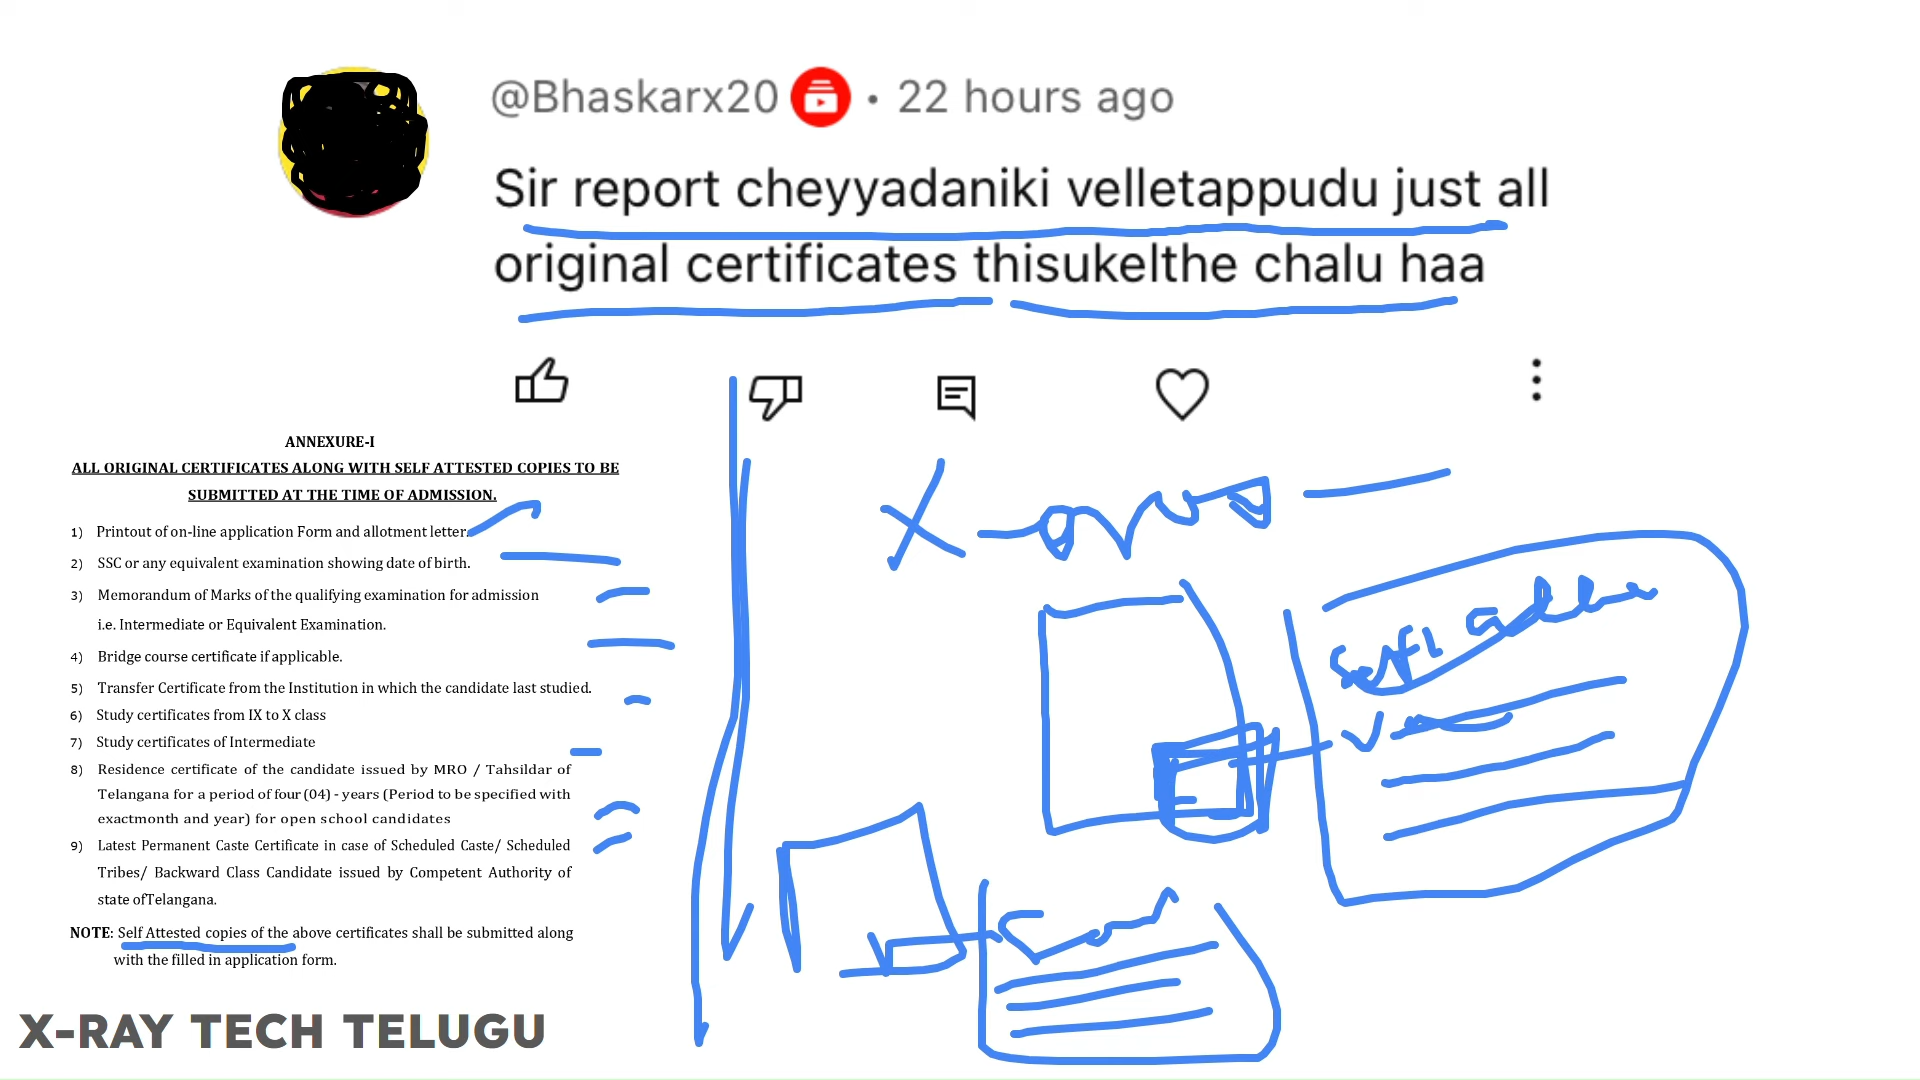 @Bhaskarx20 • 22 hours ago
Sir report cheyyadaniki velletappudu just all
original certificates thisukelthe chalu haa
ANNEXURE-I
ALL ORIGINAL CERTIFICATES ALONG WITH SELF ATTESTED COPIES TO BE
SUBMITTED AT THE TIME OF ADMISSION.
1) Printout of on-line application Form and allotment letter.
2) SSC or any equivalent examination showing date of birth.
3) Memorandum of Marks of the qualifying examination for admission
i.e. Intermediate or Equivalent Examination.
4) Bridge course certificate if applicable.
5) Transfer Certificate from the Institution in which the candidate last studied.
6) Study certificates from IX to X class
7) Study certificates of Intermediate
8) Residence certificate of the candidate issued by MRO / Tahsildar of
Telangana for a period of four (04) - years (Period to be specified with
exactmonth and year) for open school candidates
9) Latest Permanent Caste Certificate in case of Scheduled Caste/ Scheduled
Tribes/ Backward Class Candidate issued by Competent Authority of
state ofTelangana.
NOTE: Self Attested copies of the above certificates shall be submitted along
with the filled in application form.
X-RAY TECH TELUGU